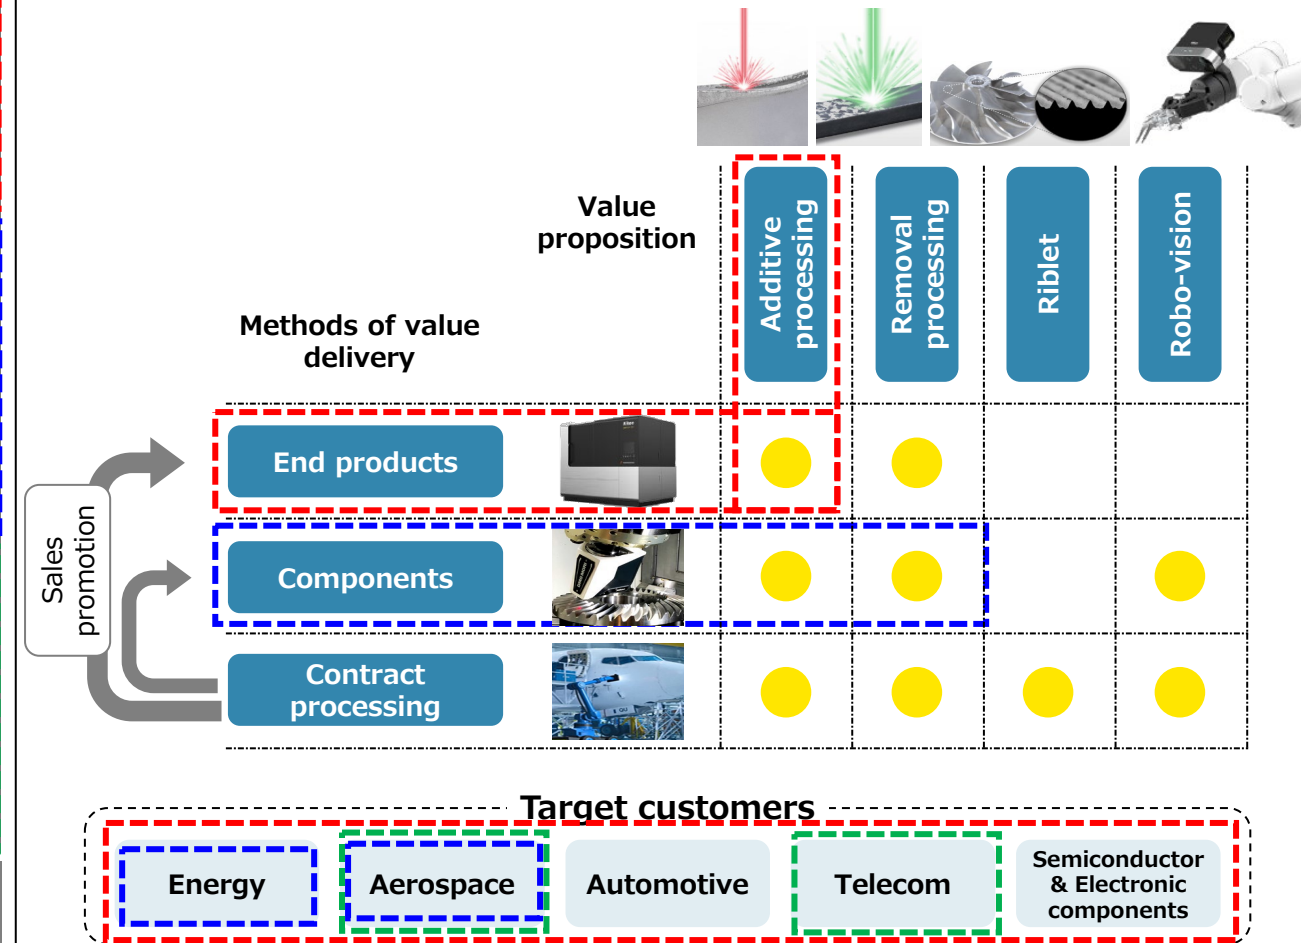 Value
proposition
Additive
processing
Removal
processing
Riblet
Robo-vision
Methods of value
delivery
Sales
promotion
End products
Components
Contract
processing
Target customers
Energy
Aerospace
Automotive
Telecom
Semiconductor
& Electronic
components